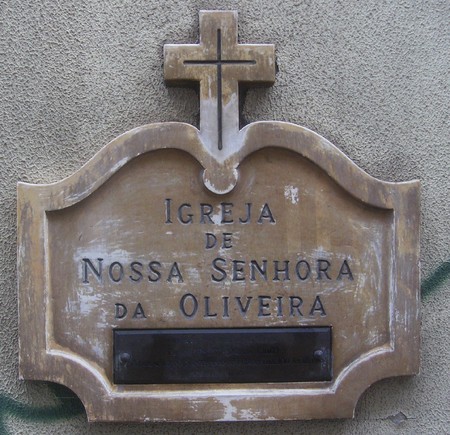 IGREJA
DE
NOSSA SENHORA
DA OLIVEIRA